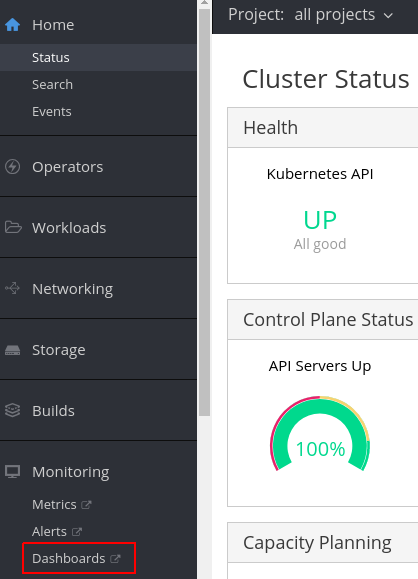 Home
Status
Search
Events
Operators
Workloads
Networking
Storage
Builds
Monitoring
Metrics
Alerts
Dashboards
Project: all projects
Cluster Status
Health
Kubernetes API
UP
All good
Control Plane Status
API Servers Up
100%
Capacity Planning